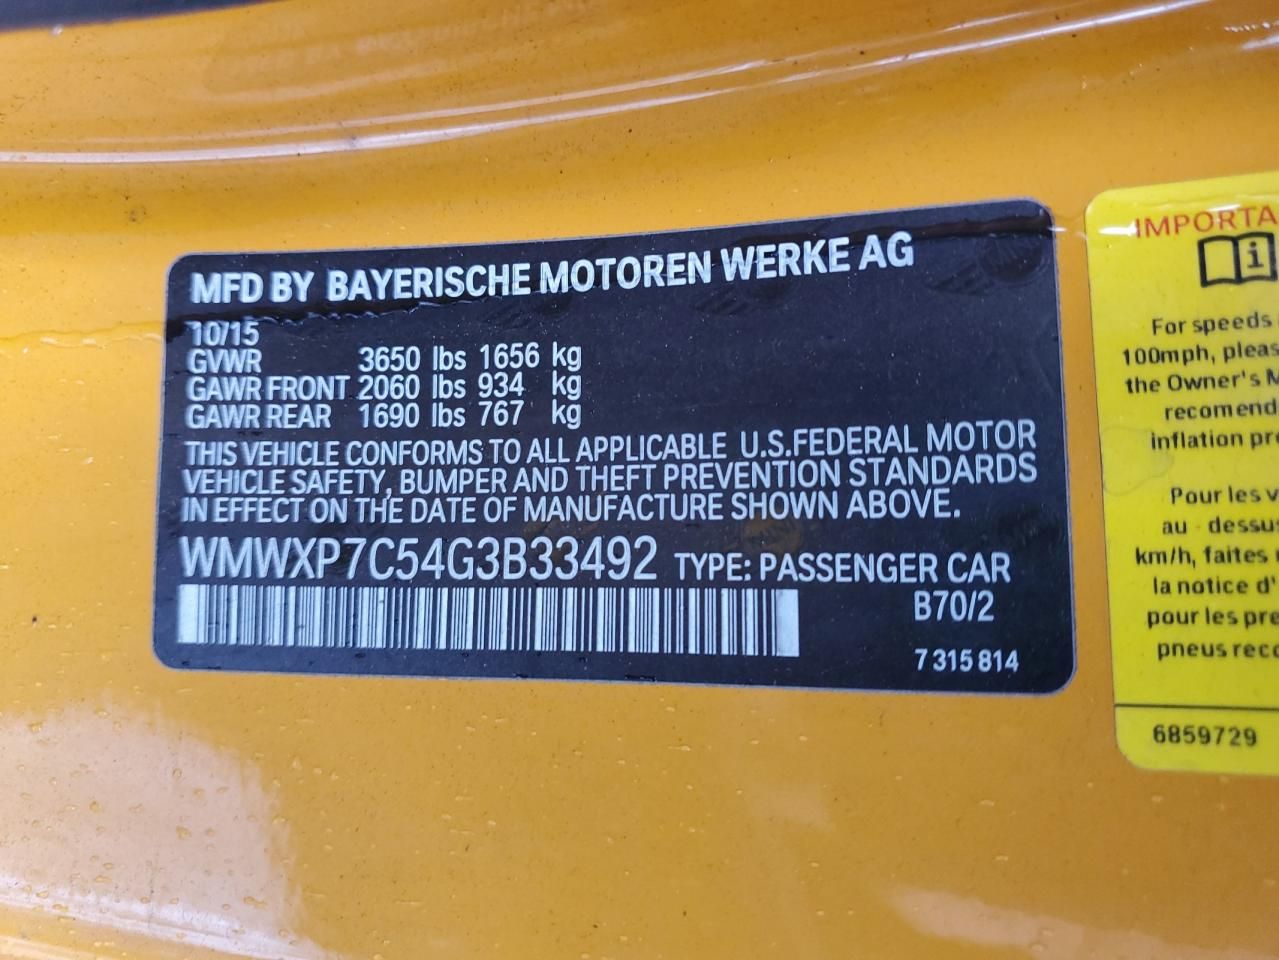 MFD BY BAYERISCHE MOTOREN WERKE AG
10/15
GVWR 3650 lbs 1656 kg
GAWR FRONT 2060 lbs 934 kg
GAWR REAR 1690 lbs 767 kg
THIS VEHICLE CONFORMS TO ALL APPLICABLE U.S.FEDERAL MOTOR
VEHICLE SAFETY, BUMPER AND THEFT PREVENTION STANDARDS
IN EFFECT ON THE DATE OF MANUFACTURE SHOWN ABOVE.
WMWXP7C54G3B33492 TYPE: PASSENGER CAR
B70/2
7 315 814
IMPORTA
For speeds
100mph, pleas
the Owner's M
recomend
inflation pre
Pour les v
au dessus
km/h, faites
la notice d'
pour les pre
pneus reco
6859729